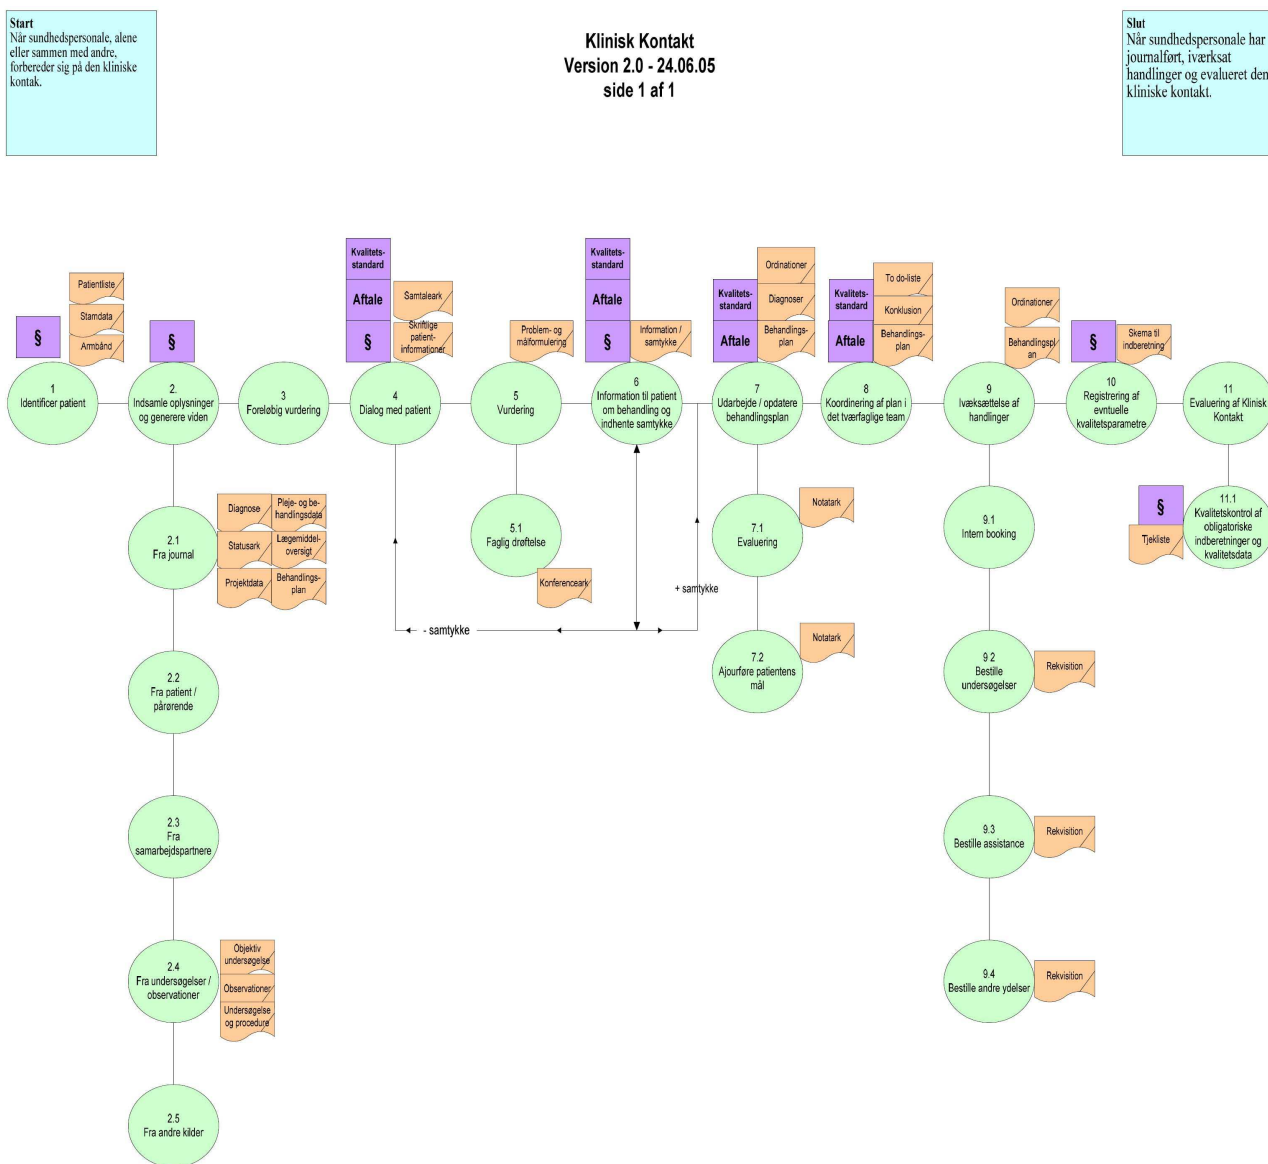 Start
Når sundhedspersonale, alene
eller sammen med andre,
forbereder sig på den kliniske
kontak.
Klinisk Kontakt
Version 2.0 - 24.06.05
side 1 af 1
Slut
Når sundhedspersonale har
journalført, iværksat
handlinger og evalueret den
kliniske kontakt.
§
Patientliste
Stamdata
Armbånd
§
Kvalitets-
standard
Aftale
§
Samtaleark
Skriftlige
patient-
informationer
Problem- og
målformulering
Kvalitets-
standard
Aftale
§
Information /
samtykke
Kvalitets-
standard
Aftale
Ordinationer
Diagnoser
Behandlings-
plan
Kvalitets-
standard
Aftale
To do-liste
Konklusion
Behandlings-
plan
Ordinationer
Behandlingspl
an
§
Skema til
indberetning
1
Identificer patient
2.
Indsamle oplysninger
og generere viden
3
Foreløbig vurdering
4
Dialog med patient
5
Vurdering
6
Information til patient
om behandling og
indhente samtykke
7
Udarbejde / opdatere
behandlingsplan
8
Koordinering af plan i
det tværfaglige team
9
Ivæksættelse af
handlinger
10
Registrering af
evntuelle
kvalitetsparametre
11
Evaluering af Klinisk
Kontakt
2.1
Fra journal
Diagnose
Pleje- og be-
handlingsdata
Statusark
Lægemiddel-
oversigt
Projektdata
Behandlings-
plan
5.1
Faglig drøftelse
Konferenceark
- samtykke
+ samtykke
7.1
Evaluering
Notatark
9.1
Intern booking
§
Tjekliste
11.1
Kvalitetskontrol af
obligatoriske
indberetninger og
kvalitetsdata
2.2
Fra patient /
pårørende
7.2
Ajourføre patientens
mål
Notatark
9 2
Bestille
undersøgelser
Rekvisition
2.3
Fra
samarbejdspartnere
9.3
Bestille assistance
Rekvisition
2.4
Fra undersøgelser /
observationer
Objektiv
undersøgelse
Observationer
Undersøgelse
og procedure
9.4
Bestille andre ydelser
Rekvisition
2.5
Fra andre kilder